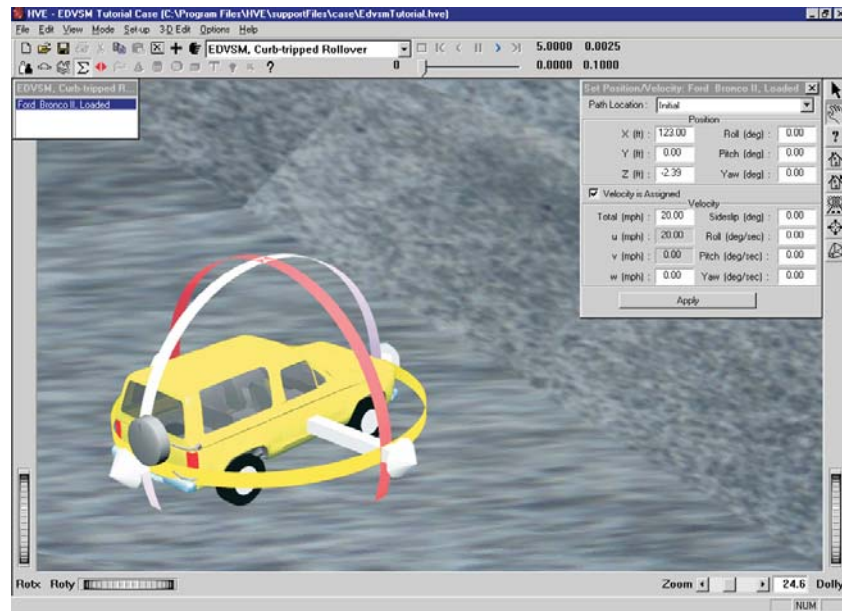 HVE - EDVSM Tutorial Case (C:\Program Files\HVE\supportFiles\case\EdvsmTutorial.hve)
File Edit View Mode Set-up 3-D Edit Options Help
EDVSM, Curb-tripped Rollover 5.0000 0.0025
0 0.0000 0.1000
EDVSM, Curb-tripped R...
Ford Bronco II, Loaded
Set Position/Velocity: Ford Bronco II, Loaded
Path Location : Initial
Position
X (ft) : 123.00 Roll (deg) : 0.00
Y (ft) : 0.00 Pitch (deg) : 0.00
Z (ft) : -2.39 Yaw (deg) : 0.00
Velocity is Assigned
Velocity
Total (mph) : 20.00 Sideslip (deg) : 0.00
u (mph) : 20.00 Roll (deg/sec) : 0.00
v (mph) : 0.00 Pitch (deg/sec) : 0.00
w (mph) : 0.00 Yaw (deg/sec) : 0.00
Apply
Rotx Roty Zoom 24.6 Dolly
NUM